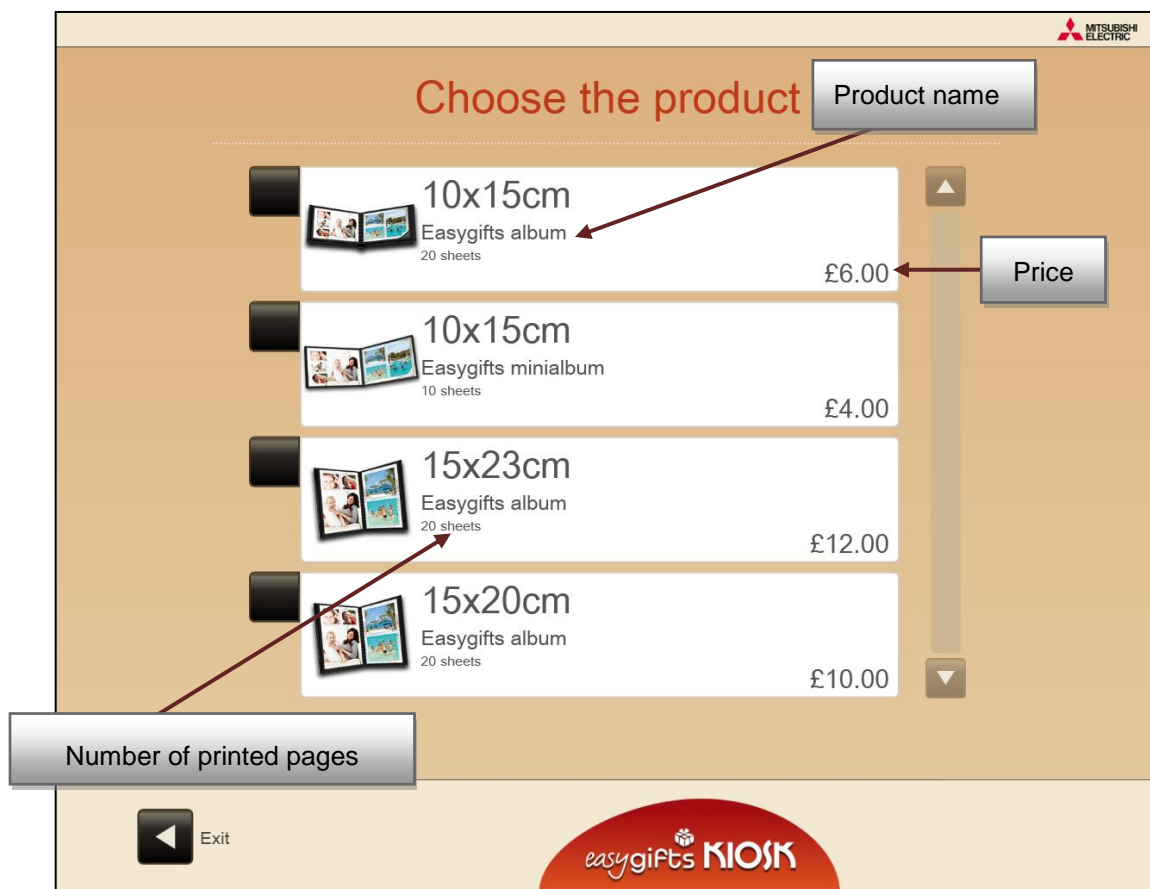 MITSUBISHI
ELECTRIC
Choose the product
Product name
10x15cm
Easygifts album
20 sheets
£6.00
Price
10x15cm
Easygifts minialbum
10 sheets
£4.00
15x23cm
Easygifts album
20 sheets
£12.00
15x20cm
Easygifts album
20 sheets
£10.00
Number of printed pages
Exit
easygifts KIOSK